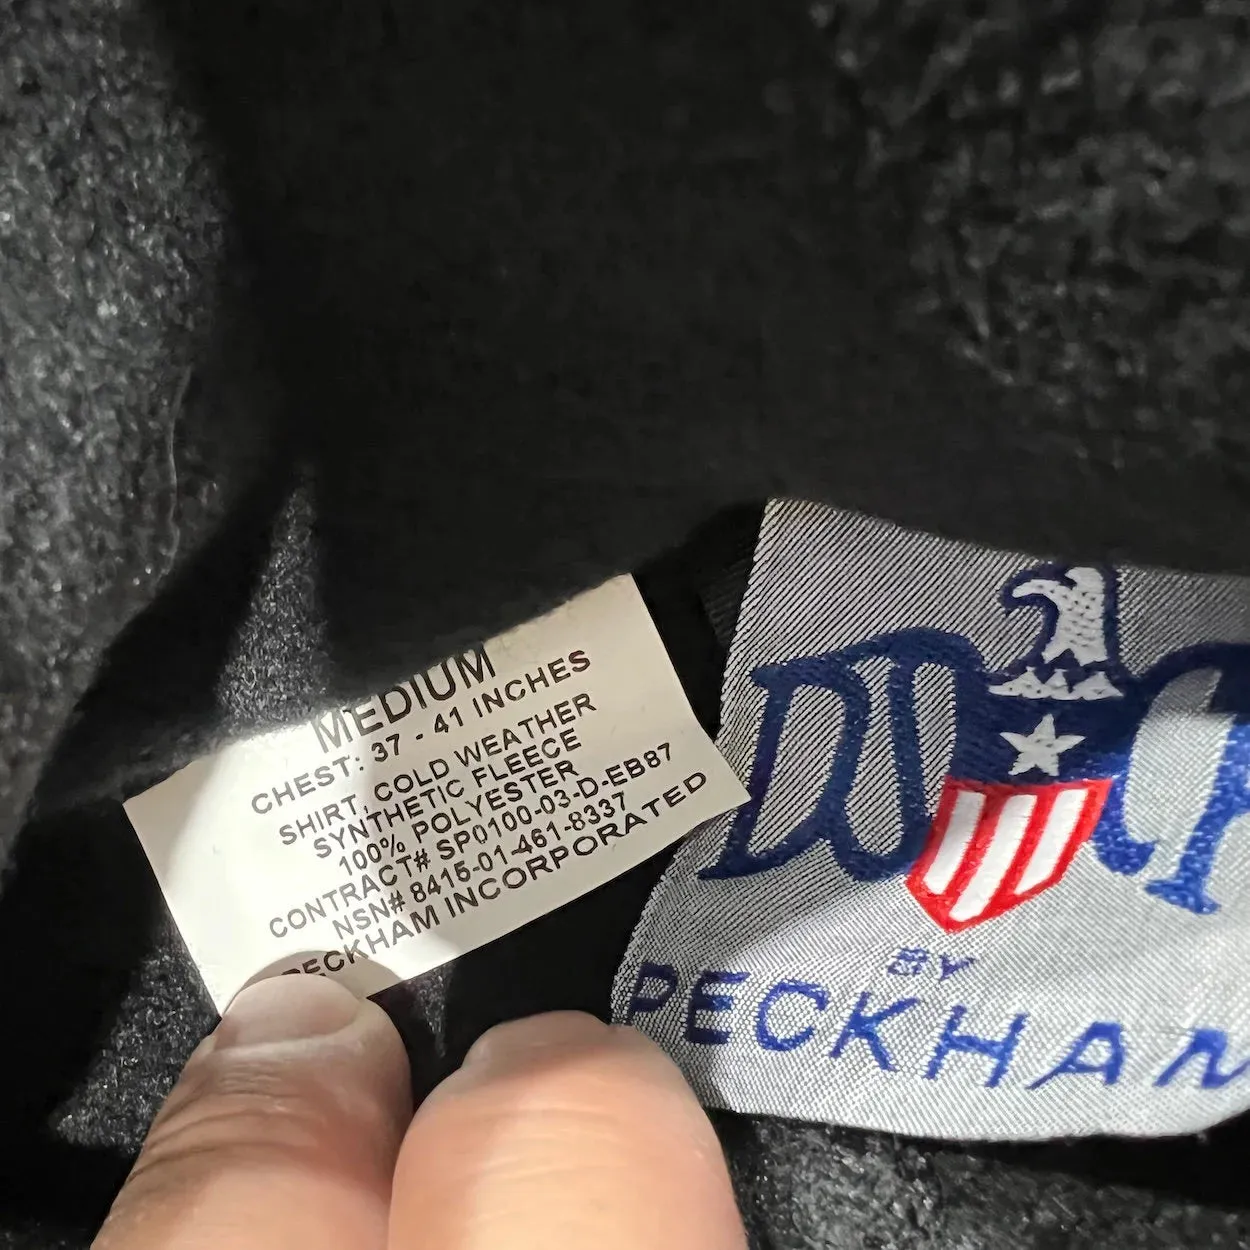 MEDIUM
CHEST: 37 - 41 INCHES
SHIRT, COLD WEATHER
SYNTHETIC FLEECE
100% POLYESTER
CONTRACT# SP0100-03-D-EB87
NSN# 8415-01-461-8337
PECKHAM INCORPORATED
BY
PECKHAM